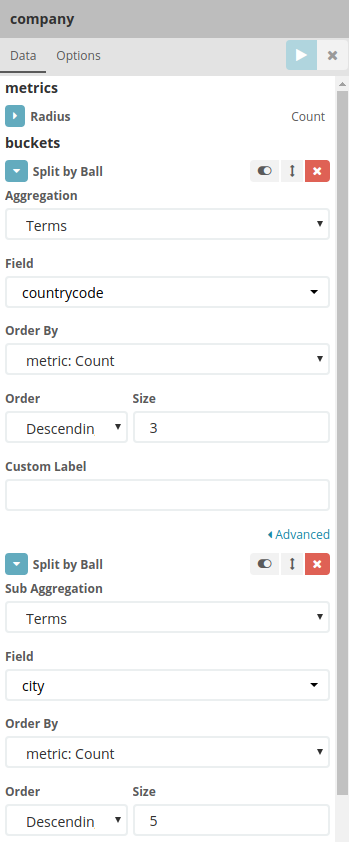 company
Data Options
metrics
Radius Count
buckets
Split by Ball
Aggregation
Terms
Field
countrycode
Order By
metric: Count
Order Size
Descendin 3
Custom Label
Advanced
Split by Ball
Sub Aggregation
Terms
Field
city
Order By
metric: Count
Order Size
Descendin 5